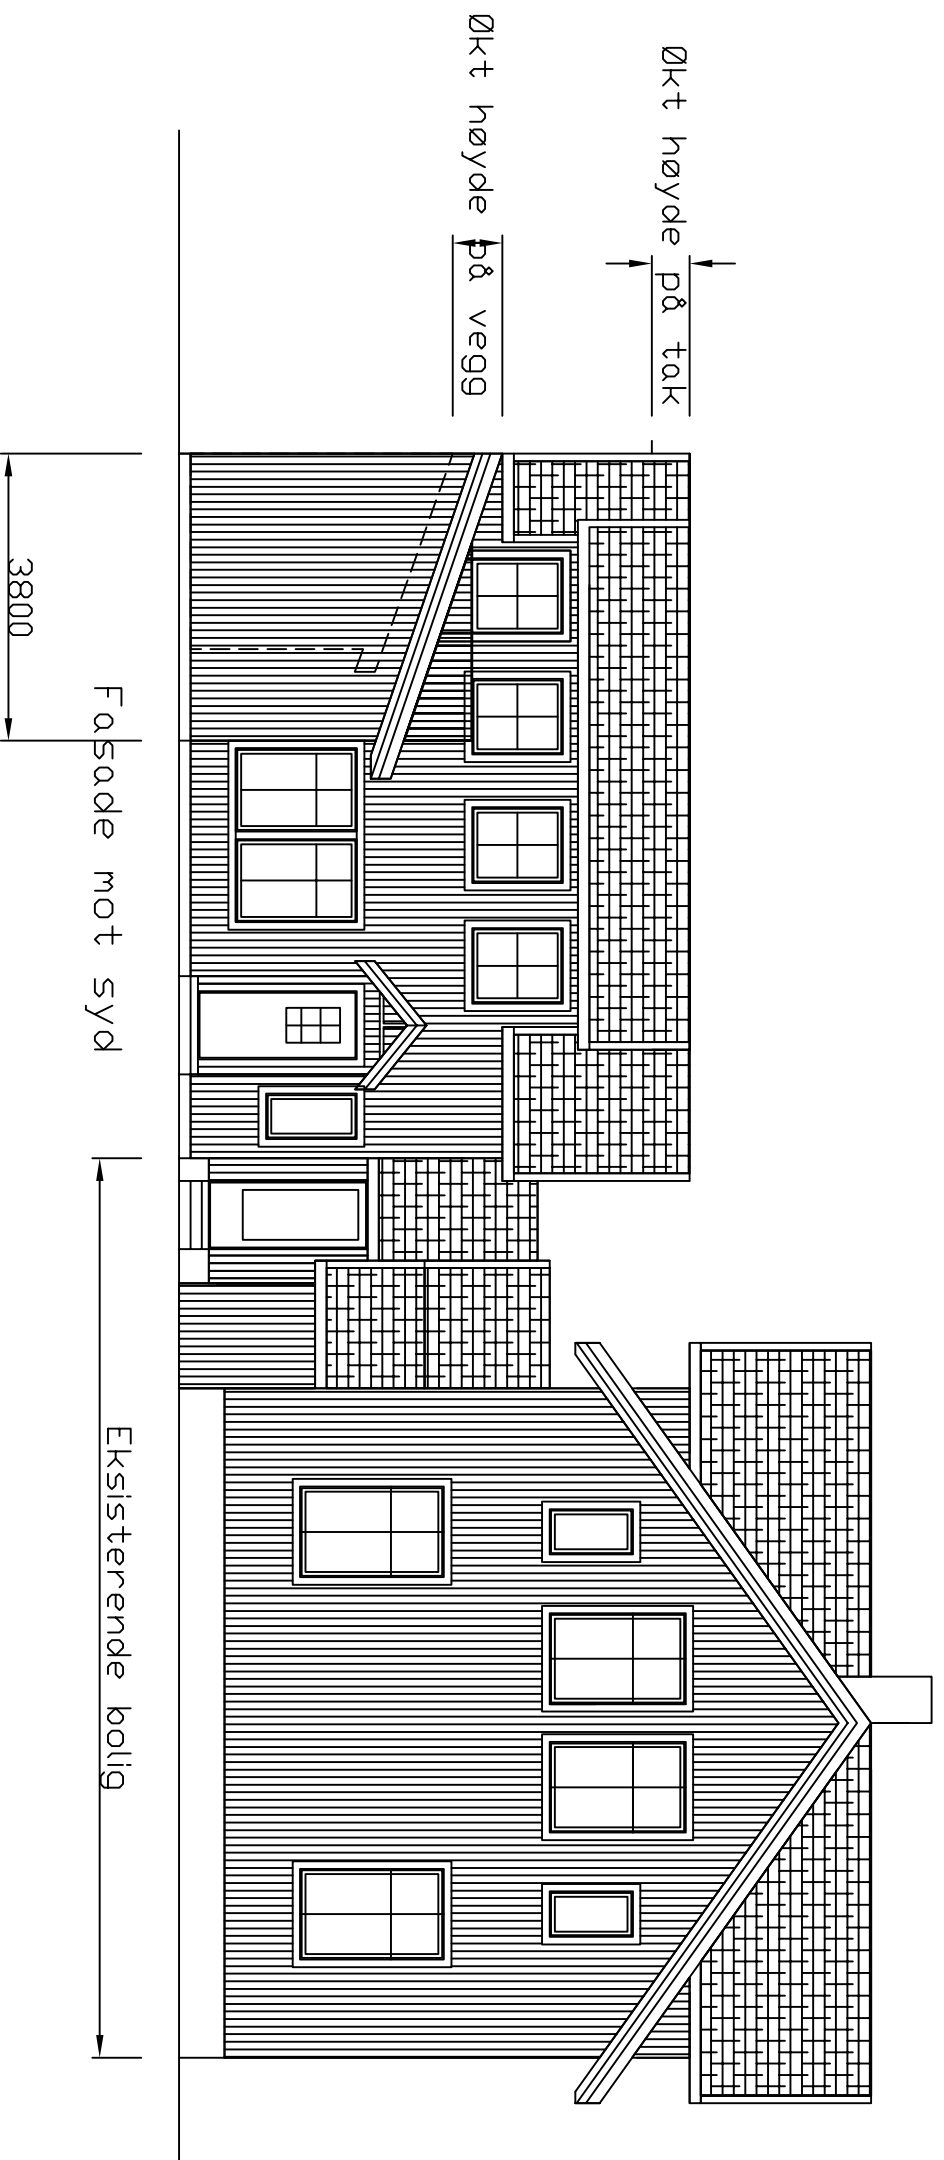 Økt høyde på tak
Økt høyde på vegg
3800
Fasade mot Syd
Eksisterende bolig